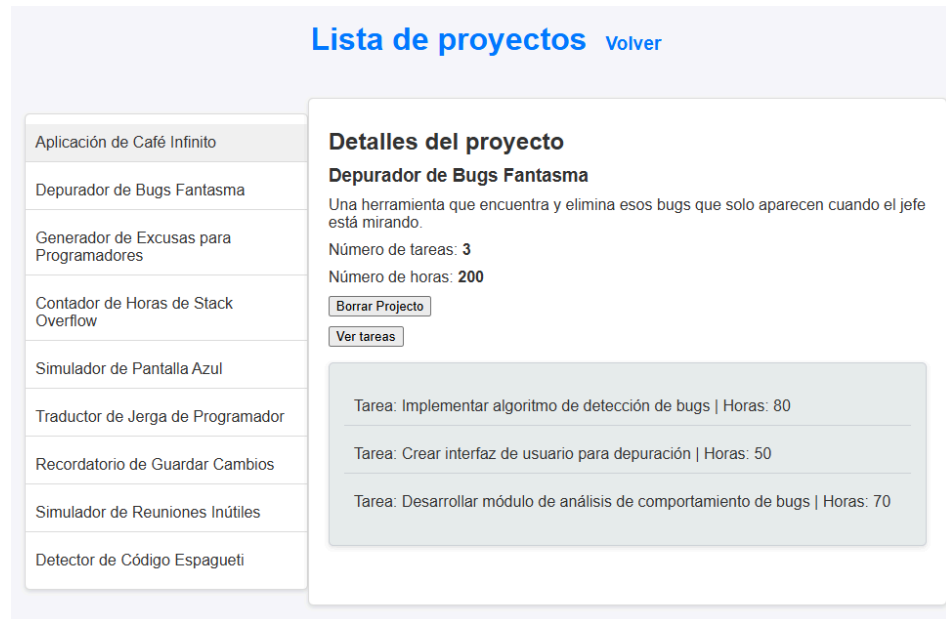 Lista de proyectos Volver
Aplicación de Café Infinito
Depurador de Bugs Fantasma
Generador de Excusas para
Programadores
Contador de Horas de Stack
Overflow
Simulador de Pantalla Azul
Traductor de Jerga de Programador
Recordatorio de Guardar Cambios
Simulador de Reuniones Inútiles
Detector de Código Espagueti
Detalles del proyecto
Depurador de Bugs Fantasma
Una herramienta que encuentra y elimina esos bugs que solo aparecen cuando el jefe
está mirando.
Número de tareas: 3
Número de horas: 200
Borrar Projecto
Ver tareas
Tarea: Implementar algoritmo de detección de bugs | Horas: 80
Tarea: Crear interfaz de usuario para depuración | Horas: 50
Tarea: Desarrollar módulo de análisis de comportamiento de bugs | Horas: 70